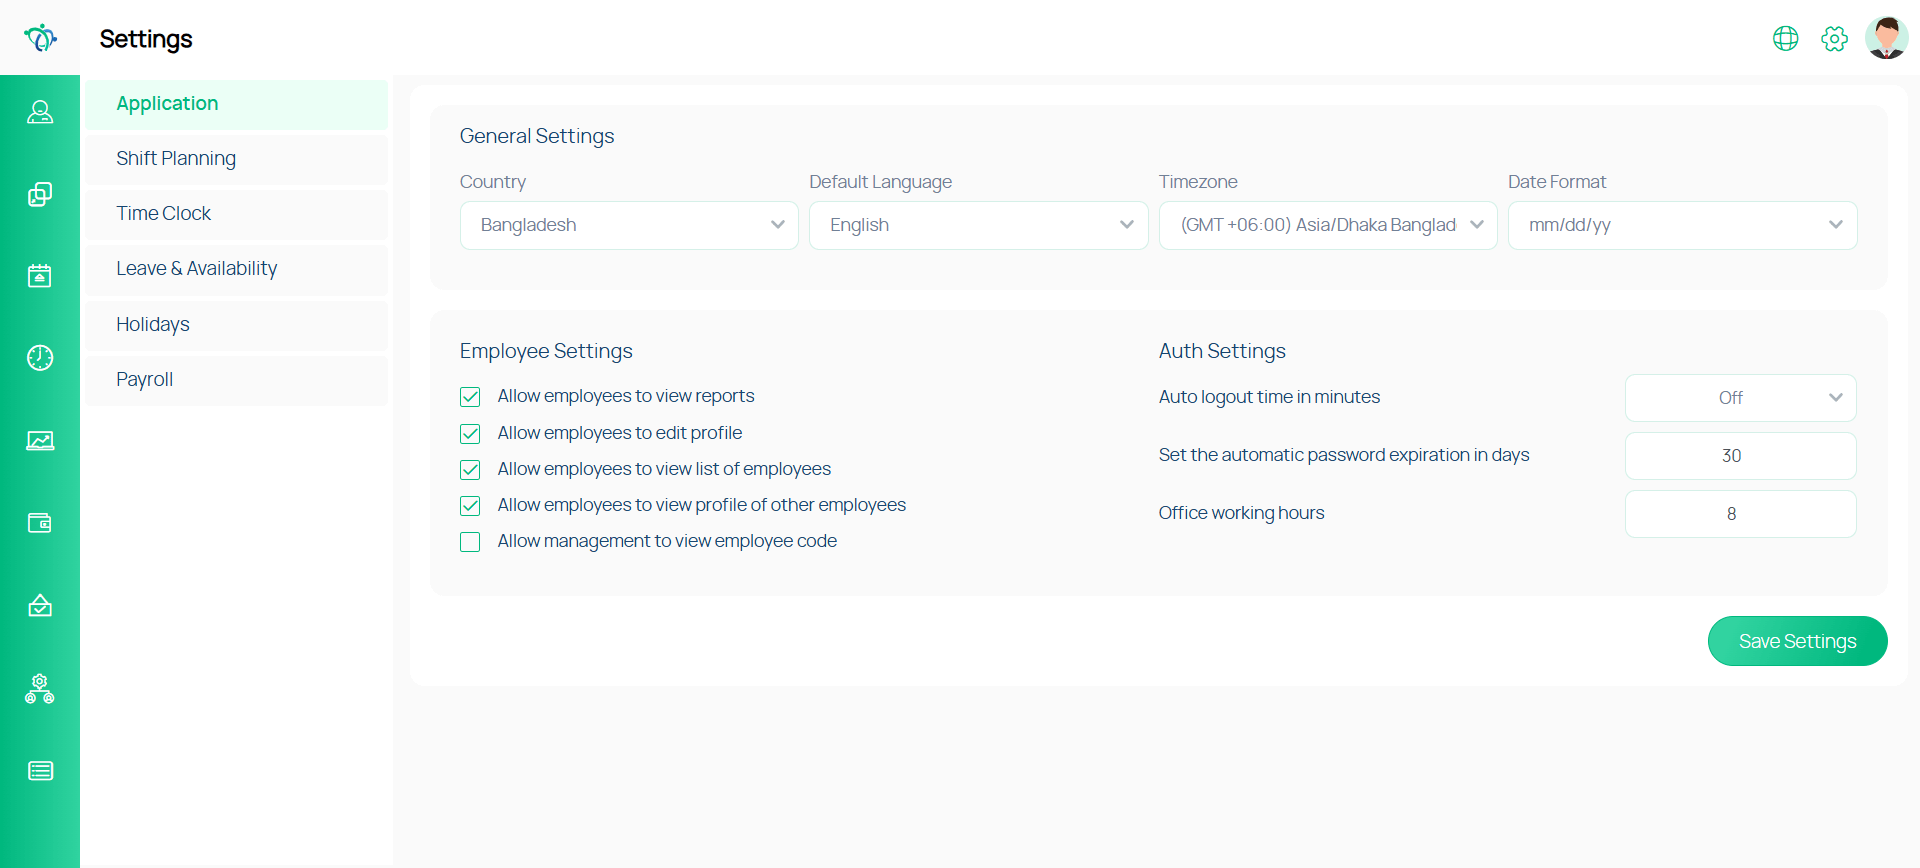 Settings
Application
Shift Planning
Time Clock
Leave & Availability
Holidays
Payroll
General Settings
Country Default Language Timezone Date Format
Bangladesh English (GMT +06:00) Asia/Dhaka Banglad mm/dd/yy
Employee Settings
Allow employees to view reports
Allow employees to edit profile
Allow employees to view list of employees
Allow employees to view profile of other employees
Allow management to view employee code
Auth Settings
Auto logout time in minutes Off
Set the automatic password expiration in days 30
Office working hours 8
Save Settings